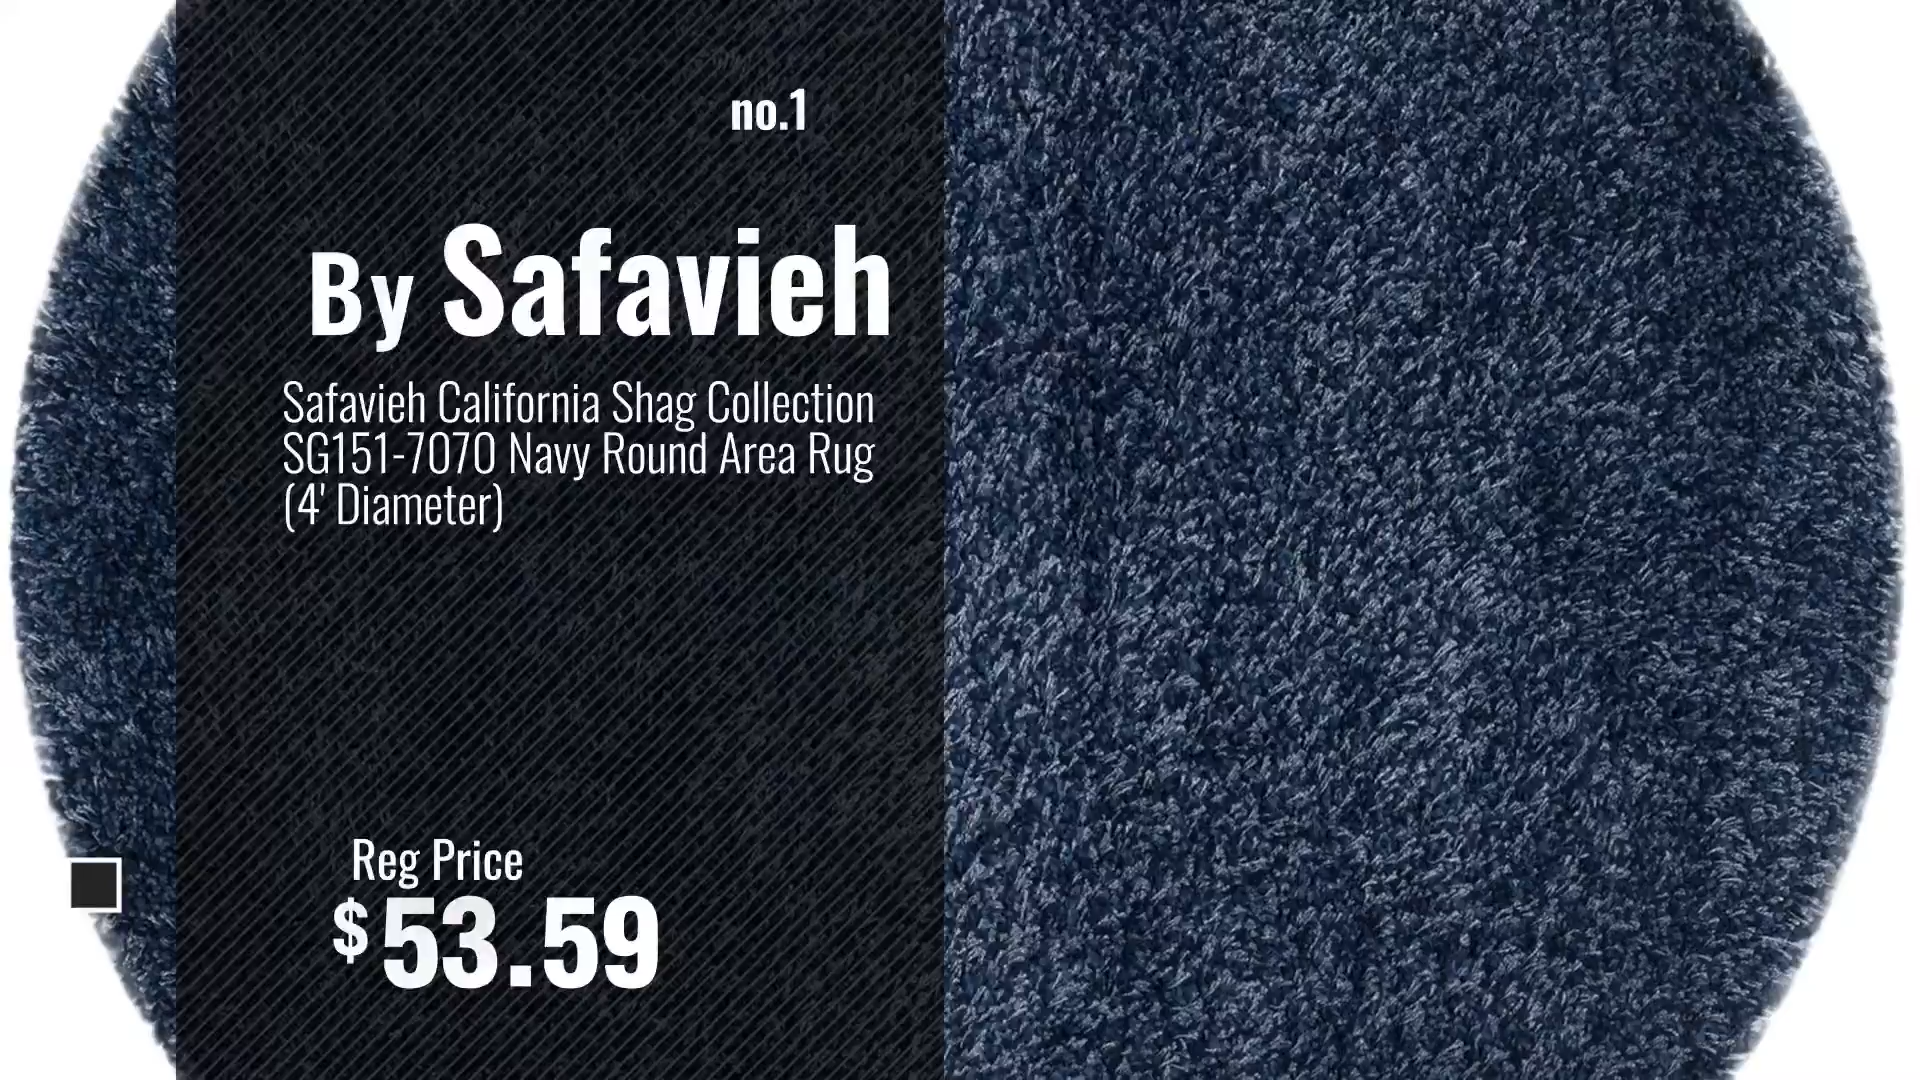 no.1
By Safavieh
Safavieh California Shag Collection
SG151-7070 Navy Round Area Rug
(4' Diameter)
Reg Price
$53.59